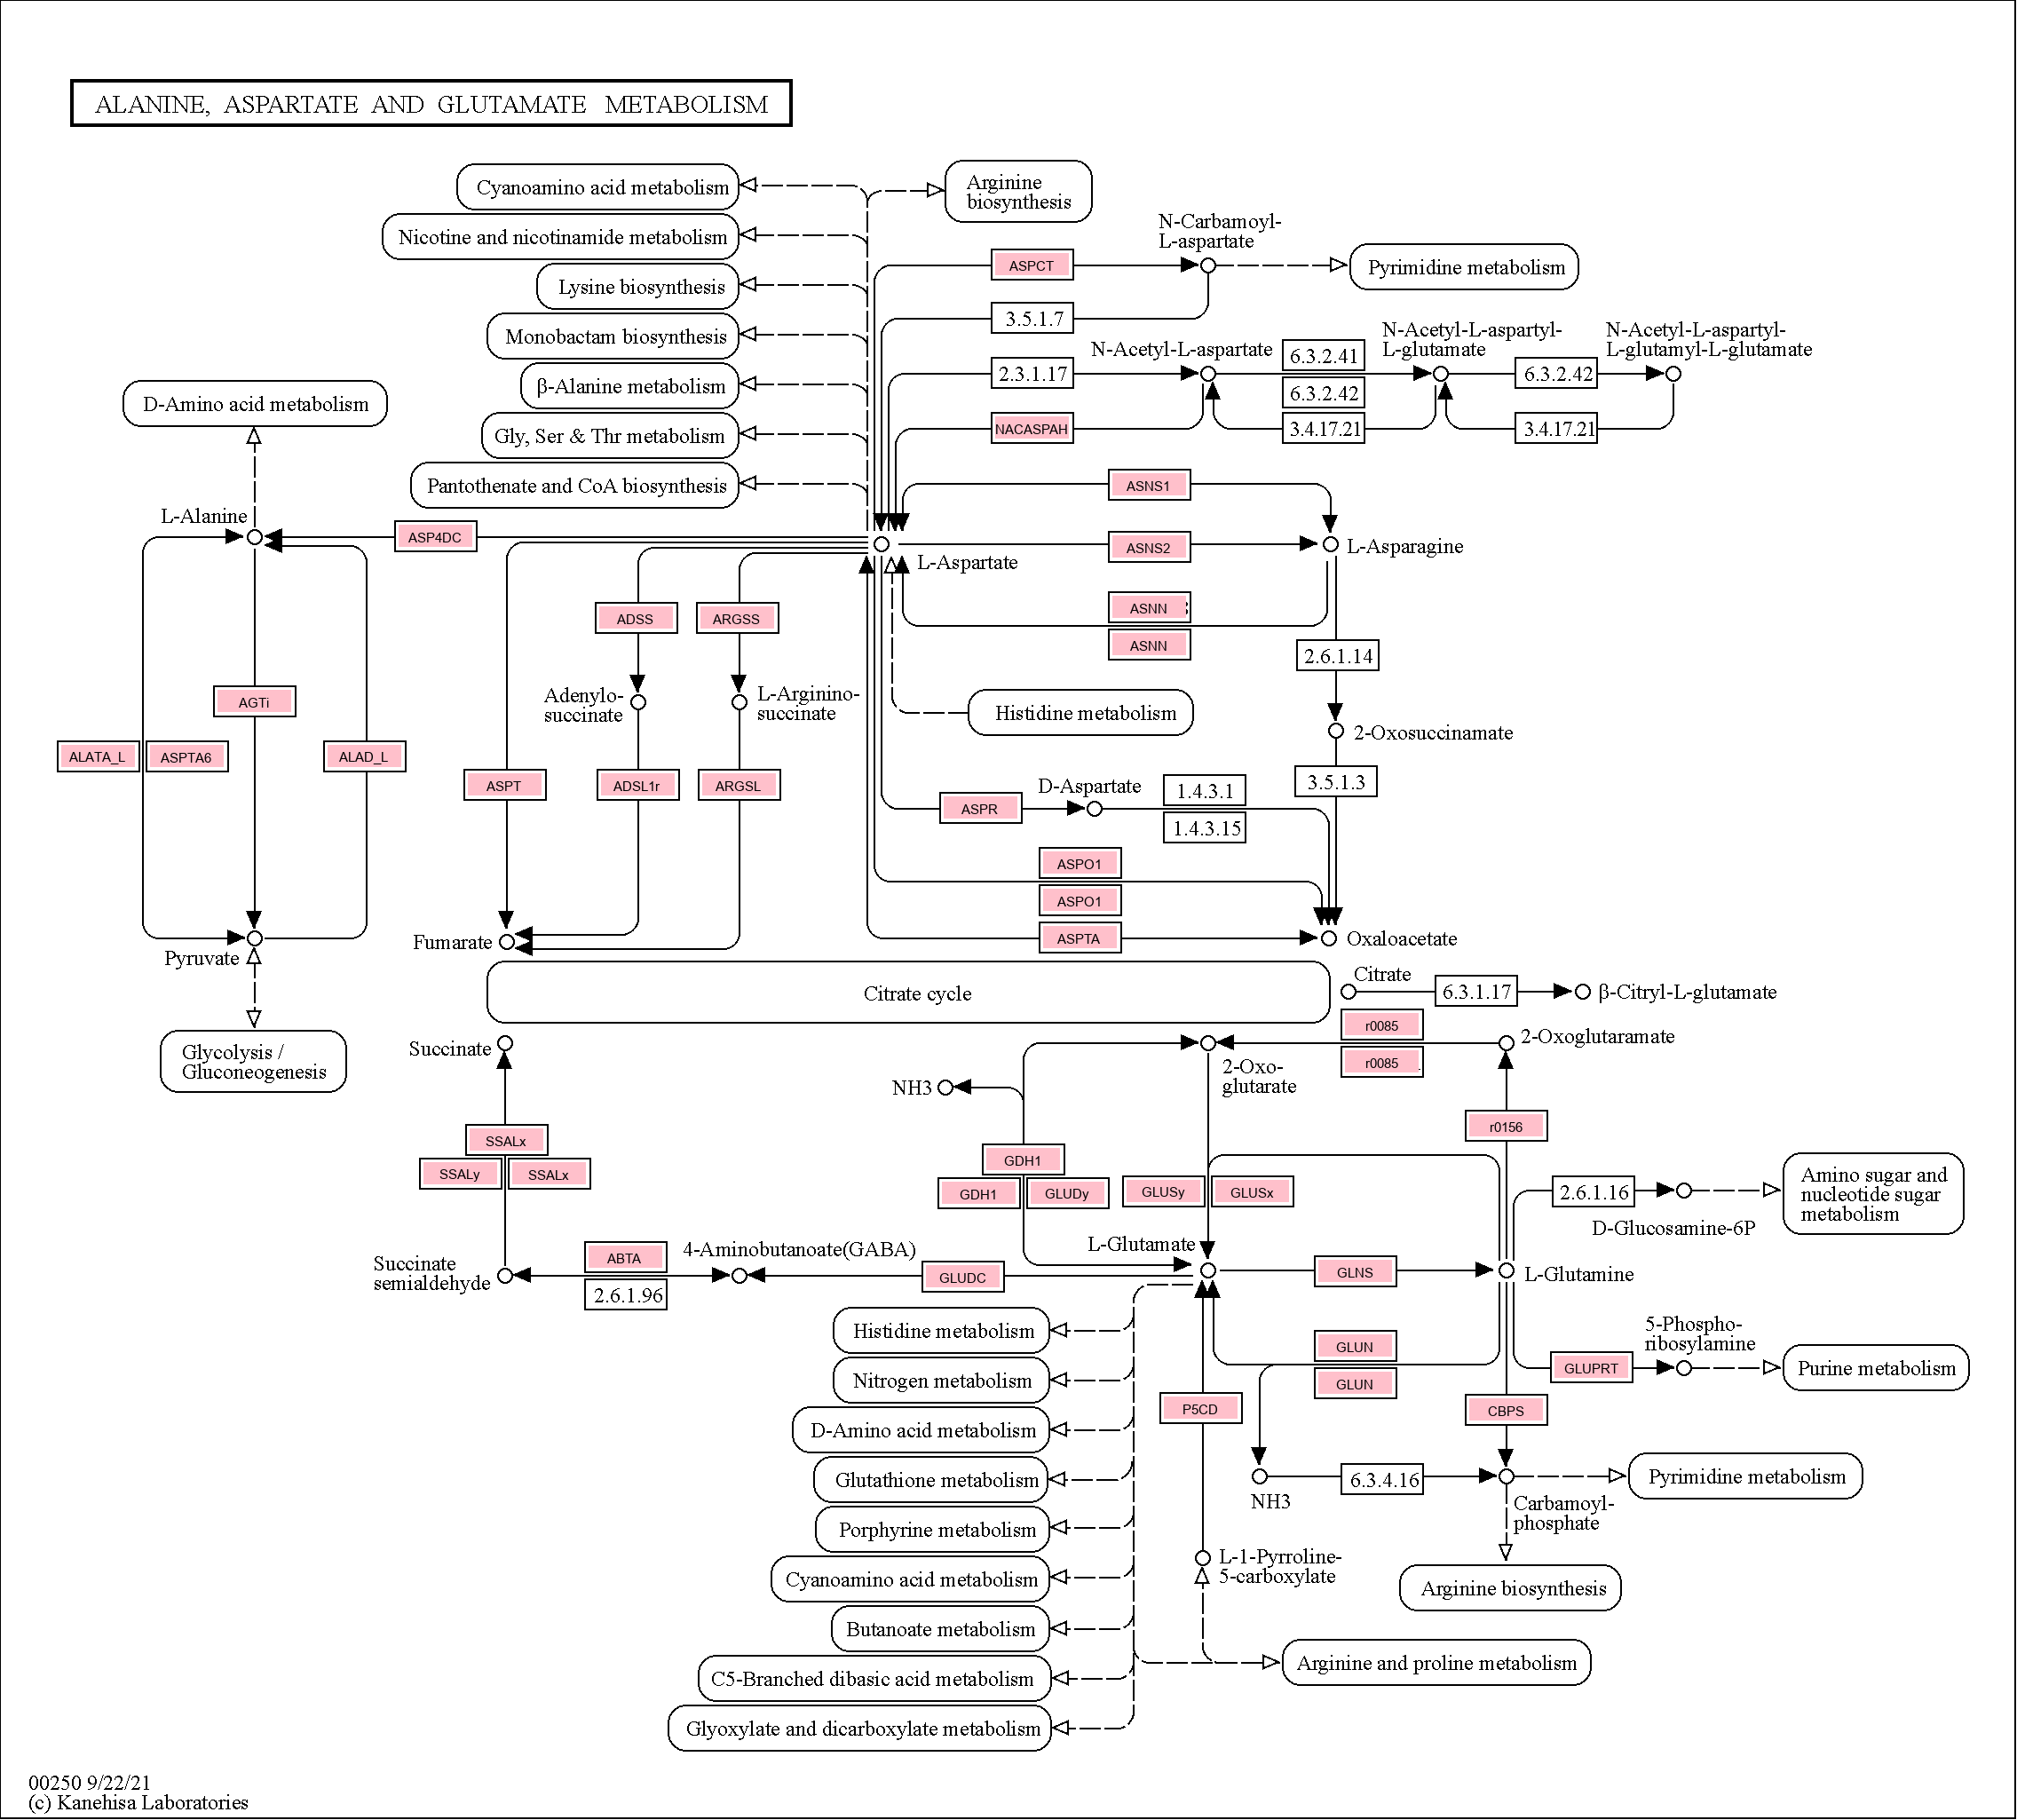 ALANINE, ASPARTATE AND GLUTAMATE METABOLISM
Cyanoamino acid metabolism
Arginine
biosynthesis
Nicotine and nicotinamide metabolism
N-Carbamoyl-
L-aspartate
ASPCT
Pyrimidine metabolism
Lysine biosynthesis
3.5.1.7
Monobactam biosynthesis
N-Acetyl-L-aspartate
6.3.2.41
N-Acetyl-L-aspartyl-
L-glutamate
N-Acetyl-L-aspartyl-
L-glutamyl-L-glutamate
2.3.1.17
6.3.2.42
6.3.2.42
β-Alanine metabolism
D-Amino acid metabolism
NACASPAH
3.4.17.21
3.4.17.21
Gly, Ser & Thr metabolism
Pantothenate and CoA biosynthesis
ASNS1
L-Alanine
ASP4DC
ASNS2
L-Asparagine
L-Aspartate
ADSS
ARGSS
ASNN
ASNN
2.6.1.14
AGTi
Adenylo-
succinate
L-Arginino-
succinate
Histidine metabolism
2-Oxosuccinamate
ALATA_L
ASPTA6
ALAD_L
ASPT
ADSL1r
ARGSL
3.5.1.3
D-Aspartate
1.4.3.1
ASPR
1.4.3.15
ASPO1
ASPO1
Fumarate
ASPTA
Oxaloacetate
Pyruvate
Citrate cycle
Citrate
6.3.1.17
β-Citryl-L-glutamate
Glycolysis /
Gluconeogenesis
Succinate
r0085
2-Oxoglutaramate
r0085
2-Oxo-
glutarate
NH3
SSALx
r0156
SSALy
SSALx
GDH1
GDH1
GLUDy
GLUSy
GLUSx
2.6.1.16
Amino sugar and
nucleotide sugar
metabolism
D-Glucosamine-6P
Succinate
semialdehyde
ABTA
2.6.1.96
4-Aminobutanoate(GABA)
GLUDC
L-Glutamate
GLNS
L-Glutamine
Histidine metabolism
GLUN
5-Phospho-
ribosylamine
GLUPRT
Purine metabolism
Nitrogen metabolism
GLUN
P5CD
CBPS
D-Amino acid metabolism
Glutathione metabolism
NH3
6.3.4.16
Pyrimidine metabolism
Carbamoyl-
phosphate
Porphyrine metabolism
L-1-Pyrroline-
5-carboxylate
Cyanoamino acid metabolism
Arginine biosynthesis
Butanoate metabolism
Arginine and proline metabolism
C5-Branched dibasic acid metabolism
Glyoxylate and dicarboxylate metabolism
00250 9/22/21
(c) Kanehisa Laboratories